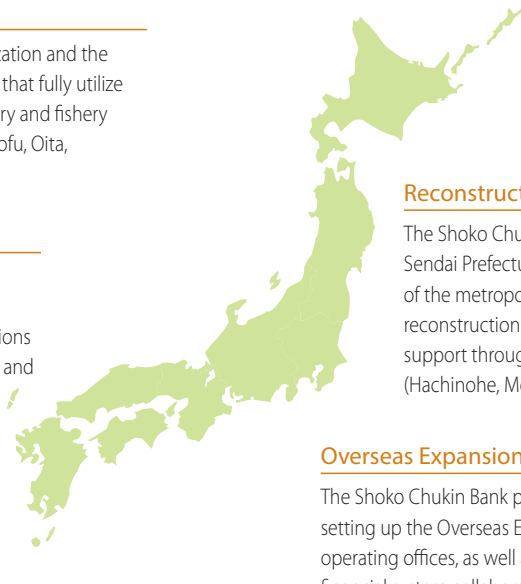 ation and the
that fully utilize
ry and fishery
ofu, Oita,
ions
and
Reconstruct
The Shoko Chu
Sendai Prefectu
of the metropo
reconstruction
support throug
(Hachinohe, M
Overseas Expansion
The Shoko Chukin Bank p
setting up the Overseas E
operating offices, as well